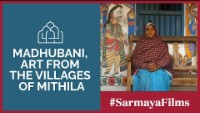 MADHUBANI,
ART FROM
THE VILLAGES
OF MITHILA
#SarmayaFilms